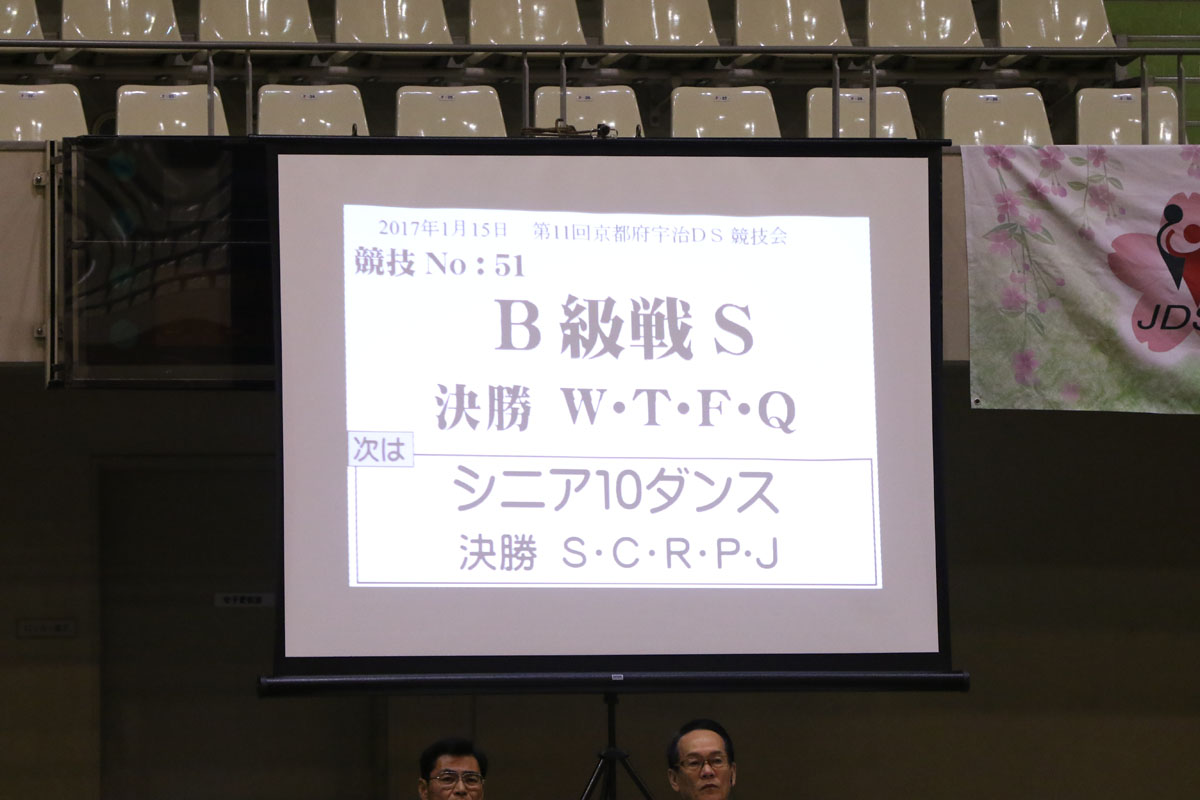 2017年1月15日 第11回京都府宇治DS 競技会
競技 No : 51
B 級戦 S
決勝 W・T・F・Q
次は
シニア10ダンス
決勝 S・C・R・P・J
JDS